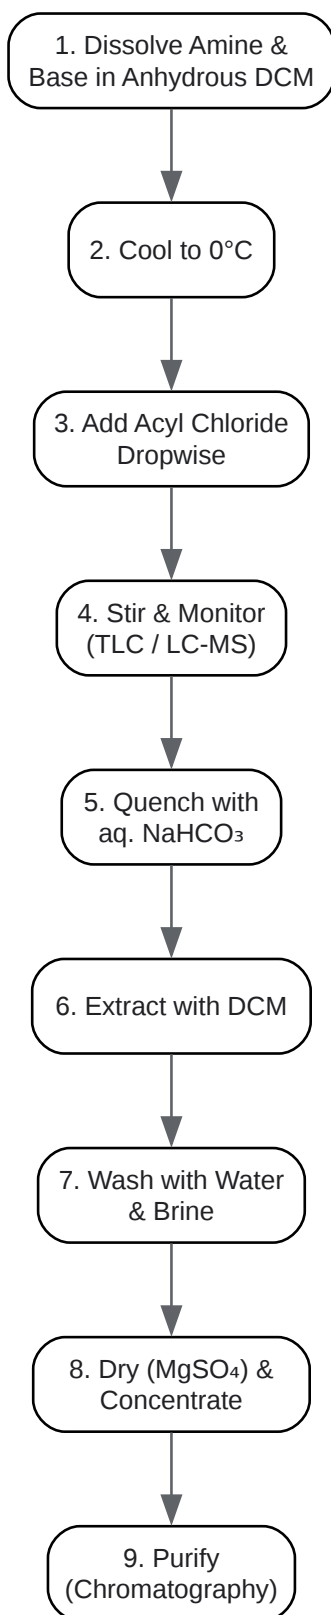 1. Dissolve Amine &
Base in Anhydrous DCM
2. Cool to 0°C
3. Add Acyl Chloride
Dropwise
4. Stir & Monitor
(TLC / LC-MS)
5. Quench with
aq. NaHCO₃
6. Extract with DCM
7. Wash with Water
& Brine
8. Dry (MgSO₄) &
Concentrate
9. Purify
(Chromatography)